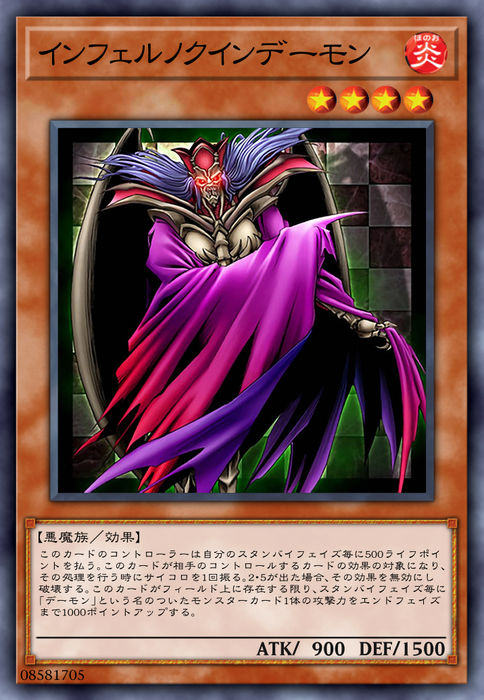 インフェルノクインデーモン
ほのお
炎
【悪魔族／効果】
このカードのコントローラーは自分のスタンバイフェイズ毎に500ライフポイ
ントを払う。このカードが相手のコントロールするカードの効果の対象になり、
その処理を行う時にサイコロを1回振る。2・5が出た場合、その効果を無効にし
破壊する。このカードがフィールド上に存在する限り、スタンバイフェイズ毎に
「デーモン」という名のついたモンスターカード1体の攻撃力をエンドフェイズ
まで1000ポイントアップする。
ATK/ 900 DEF/1500
08581705